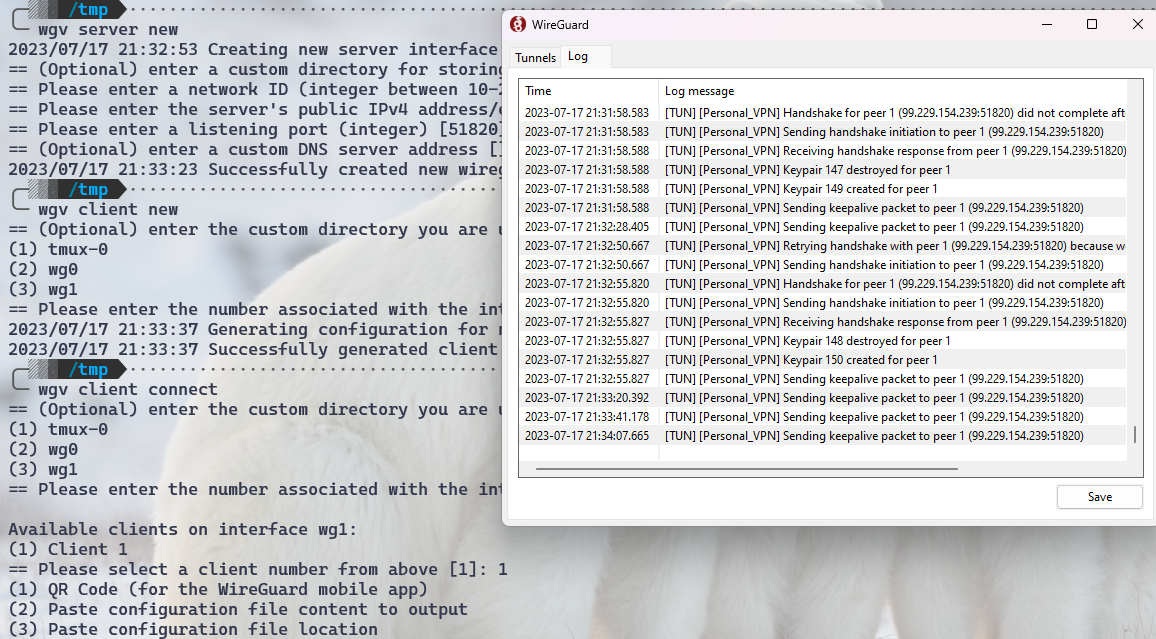 /tmp
wgv server new
2023/07/17 21:32:53 Creating new server interface
== (Optional) enter a custom directory for storing
== Please enter a network ID (integer between 10-2
== Please enter the server's public IPv4 address/
== Please enter a listening port (integer) [51820
== (Optional) enter a custom DNS server address [
2023/07/17 21:33:23 Successfully created new wireg
/tmp
wgv client new
== (Optional) enter the custom directory you are
(1) tmux-0
(2) wg0
(3) wg1
== Please enter the number associated with the int
2023/07/17 21:33:37 Generating configuration for
2023/07/17 21:33:37 Successfully generated client
/tmp
wgv client connect
== (Optional) enter the custom directory you are
(1) tmux-0
(2) wg0
(3) wg1
== Please enter the number associated with the int
Available clients on interface wg1:
(1) Client 1
== Please select a client number from above [1]: 1
(1) QR Code (for the WireGuard mobile app)
(2) Paste configuration file content to output
(3) Paste configuration file location
WireGuard
Tunnels Log
Time Log message
2023-07-17 21:31:58.583 [TUN] [Personal_VPN] Handshake for peer 1 (99.229.154.239:51820) did not complete aft
2023-07-17 21:31:58.583 [TUN] [Personal_VPN] Sending handshake initiation to peer 1 (99.229.154.239:51820)
2023-07-17 21:31:58.588 [TUN] [Personal_VPN] Receiving handshake response from peer 1 (99.229.154.239:51820)
2023-07-17 21:31:58.588 [TUN] [Personal_VPN] Keypair 147 destroyed for peer 1
2023-07-17 21:31:58.588 [TUN] [Personal_VPN] Keypair 149 created for peer 1
2023-07-17 21:31:58.588 [TUN] [Personal_VPN] Sending keepalive packet to peer 1 (99.229.154.239:51820)
2023-07-17 21:32:28.405 [TUN] [Personal_VPN] Sending keepalive packet to peer 1 (99.229.154.239:51820)
2023-07-17 21:32:50.667 [TUN] [Personal_VPN] Retrying handshake with peer 1 (99.229.154.239:51820) because w
2023-07-17 21:32:50.667 [TUN] [Personal_VPN] Sending handshake initiation to peer 1 (99.229.154.239:51820)
2023-07-17 21:32:55.820 [TUN] [Personal_VPN] Handshake for peer 1 (99.229.154.239:51820) did not complete aft
2023-07-17 21:32:55.820 [TUN] [Personal_VPN] Sending handshake initiation to peer 1 (99.229.154.239:51820)
2023-07-17 21:32:55.827 [TUN] [Personal_VPN] Receiving handshake response from peer 1 (99.229.154.239:51820)
2023-07-17 21:32:55.827 [TUN] [Personal_VPN] Keypair 148 destroyed for peer 1
2023-07-17 21:32:55.827 [TUN] [Personal_VPN] Keypair 150 created for peer 1
2023-07-17 21:32:55.827 [TUN] [Personal_VPN] Sending keepalive packet to peer 1 (99.229.154.239:51820)
2023-07-17 21:33:20.392 [TUN] [Personal_VPN] Sending keepalive packet to peer 1 (99.229.154.239:51820)
2023-07-17 21:33:41.178 [TUN] [Personal_VPN] Sending keepalive packet to peer 1 (99.229.154.239:51820)
2023-07-17 21:34:07.665 [TUN] [Personal_VPN] Sending keepalive packet to peer 1 (99.229.154.239:51820)
Save